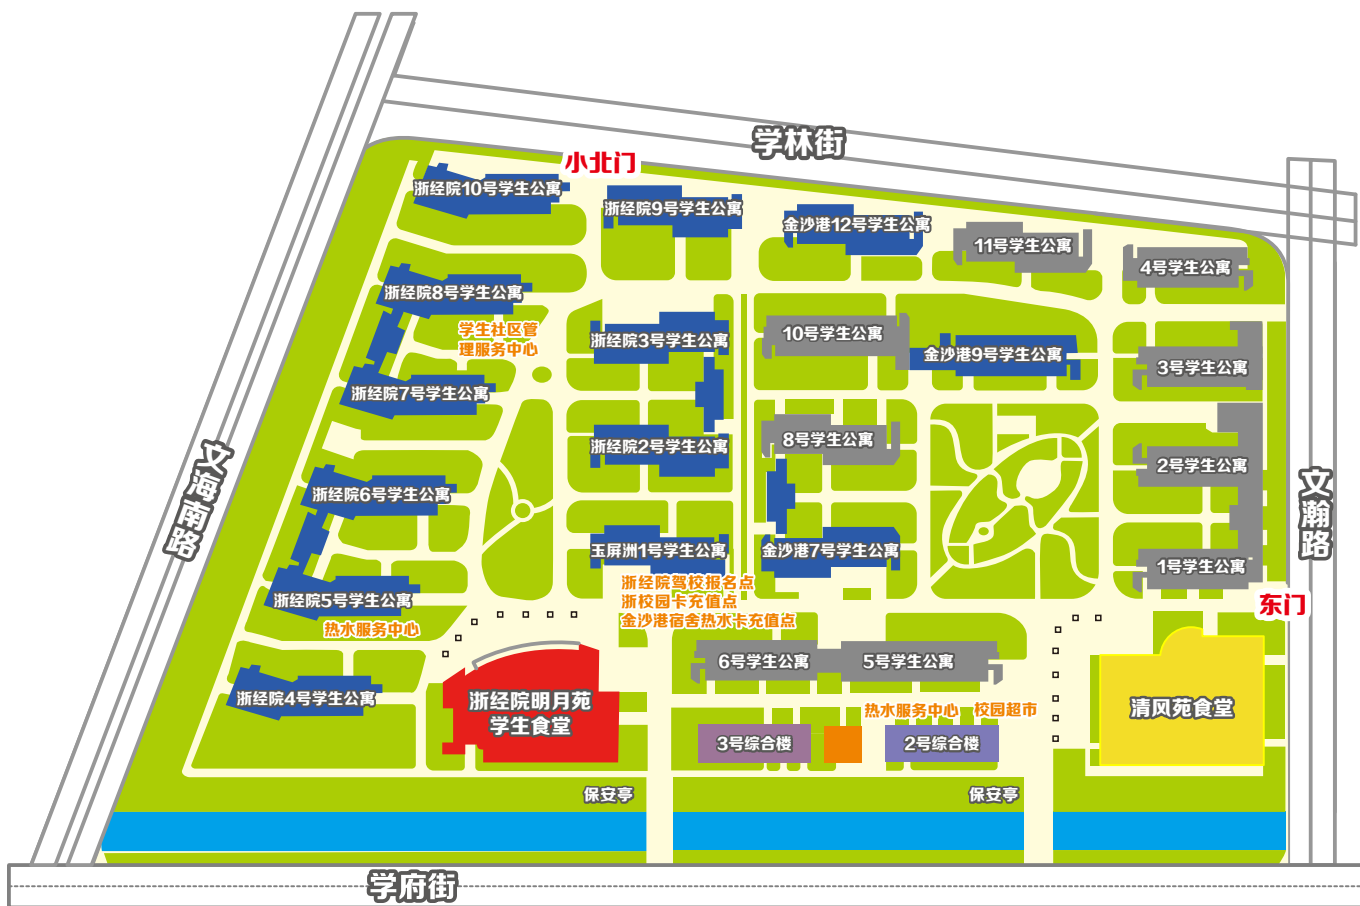 学林街
小北门
浙经院10号学生公寓
浙经院9号学生公寓
金沙港12号学生公寓
11号学生公寓
4号学生公寓
浙经院8号学生公寓
学生社区管
理服务中心
浙经院3号学生公寓
10号学生公寓
金沙港9号学生公寓
3号学生公寓
浙经院7号学生公寓
浙经院2号学生公寓
8号学生公寓
2号学生公寓
文海南路
文瀚路
浙经院6号学生公寓
玉屏洲1号学生公寓
金沙港7号学生公寓
1号学生公寓
浙经院驾校报名点
浙校园卡充值点
金沙港宿舍热水卡充值点
东门
浙经院5号学生公寓
热水服务中心
6号学生公寓
5号学生公寓
浙经院4号学生公寓
浙经院明月苑
学生食堂
热水服务中心
校园超市
清风苑食堂
3号综合楼
2号综合楼
保安亭
保安亭
学府街